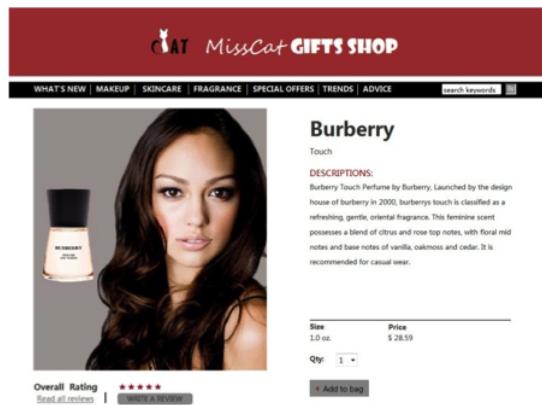 CAT MissCat GIFTS SHOP
WHAT'S NEW | MAKEUP | SKINCARE | FRAGRANCE | SPECIAL OFFERS | TRENDS | ADVICE search keywords
Burberry
Touch
DESCRIPTIONS:
Burberry Touch Perfume by Burberry, Launched by the design
house of burberry in 2000, burberrys touch is classified as a
refreshing, gentle, oriental fragrance. This feminine scent
possesses a blend of citrus and rose top notes, with floral mid
notes and base notes of vanilla, oakmoss and cedar. It is
recommended for casual wear.
BURBERRY
Size Price
1.0 oz. $ 28.59
Qty: 1
+ Add to bag
Overall Rating ★★★★★
Read all reviews | WRITE A REVIEW